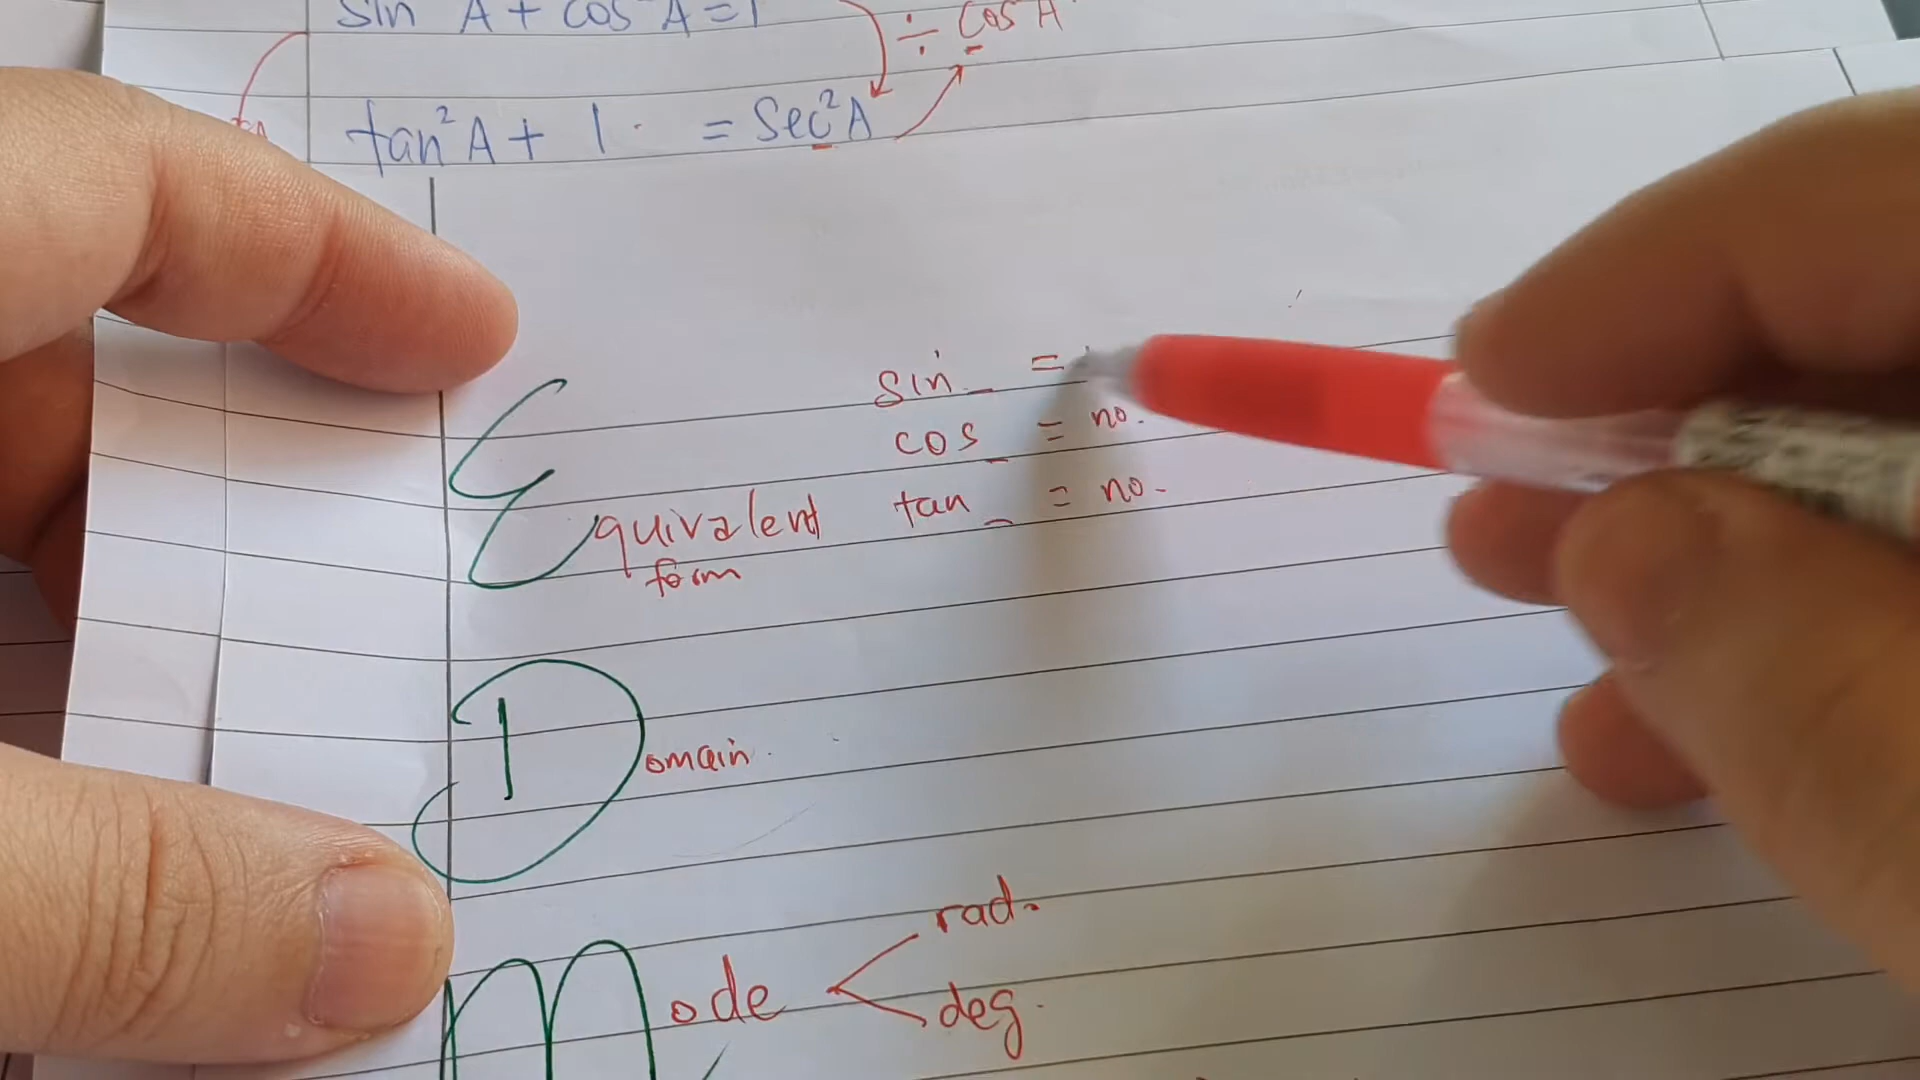 sin A + cos A = 1
÷ cos A
tan²A + 1 = Sec²A
sin _ =
cos _ = no.
Equivalent tan _ = no.
form
Domain.
rad.
Mode
deg.